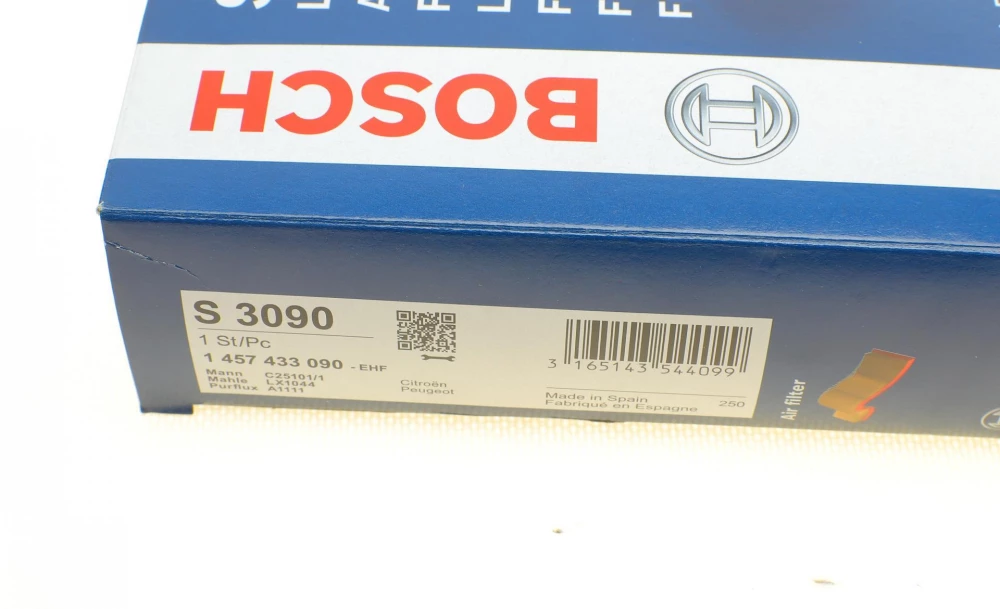 BOSCH
S 3090
1 St/Pc
1 457 433 090 - EHF
Mann C25101/1
Mahle LX1044
Purflux A1111
Citroën
Peugeot
3 165143 544099
Made in Spain
Fabriqué en Espagne
250
Air filter